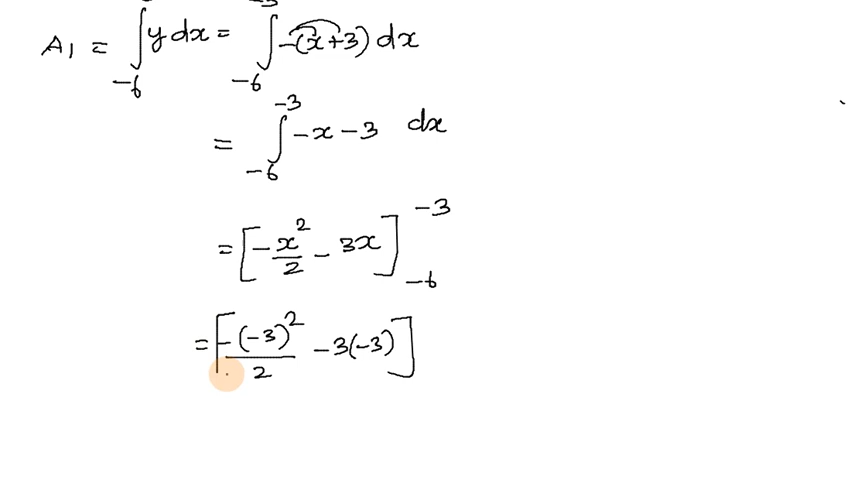 A₁ = ∫₋₆ y dx = ∫₋₆⁻³ -(x+3) dx
= ∫₋₆⁻³ -x - 3 dx
= [-x²/2 - 3x]₋₆⁻³
= [-(-3)²/2 - 3(-3)]